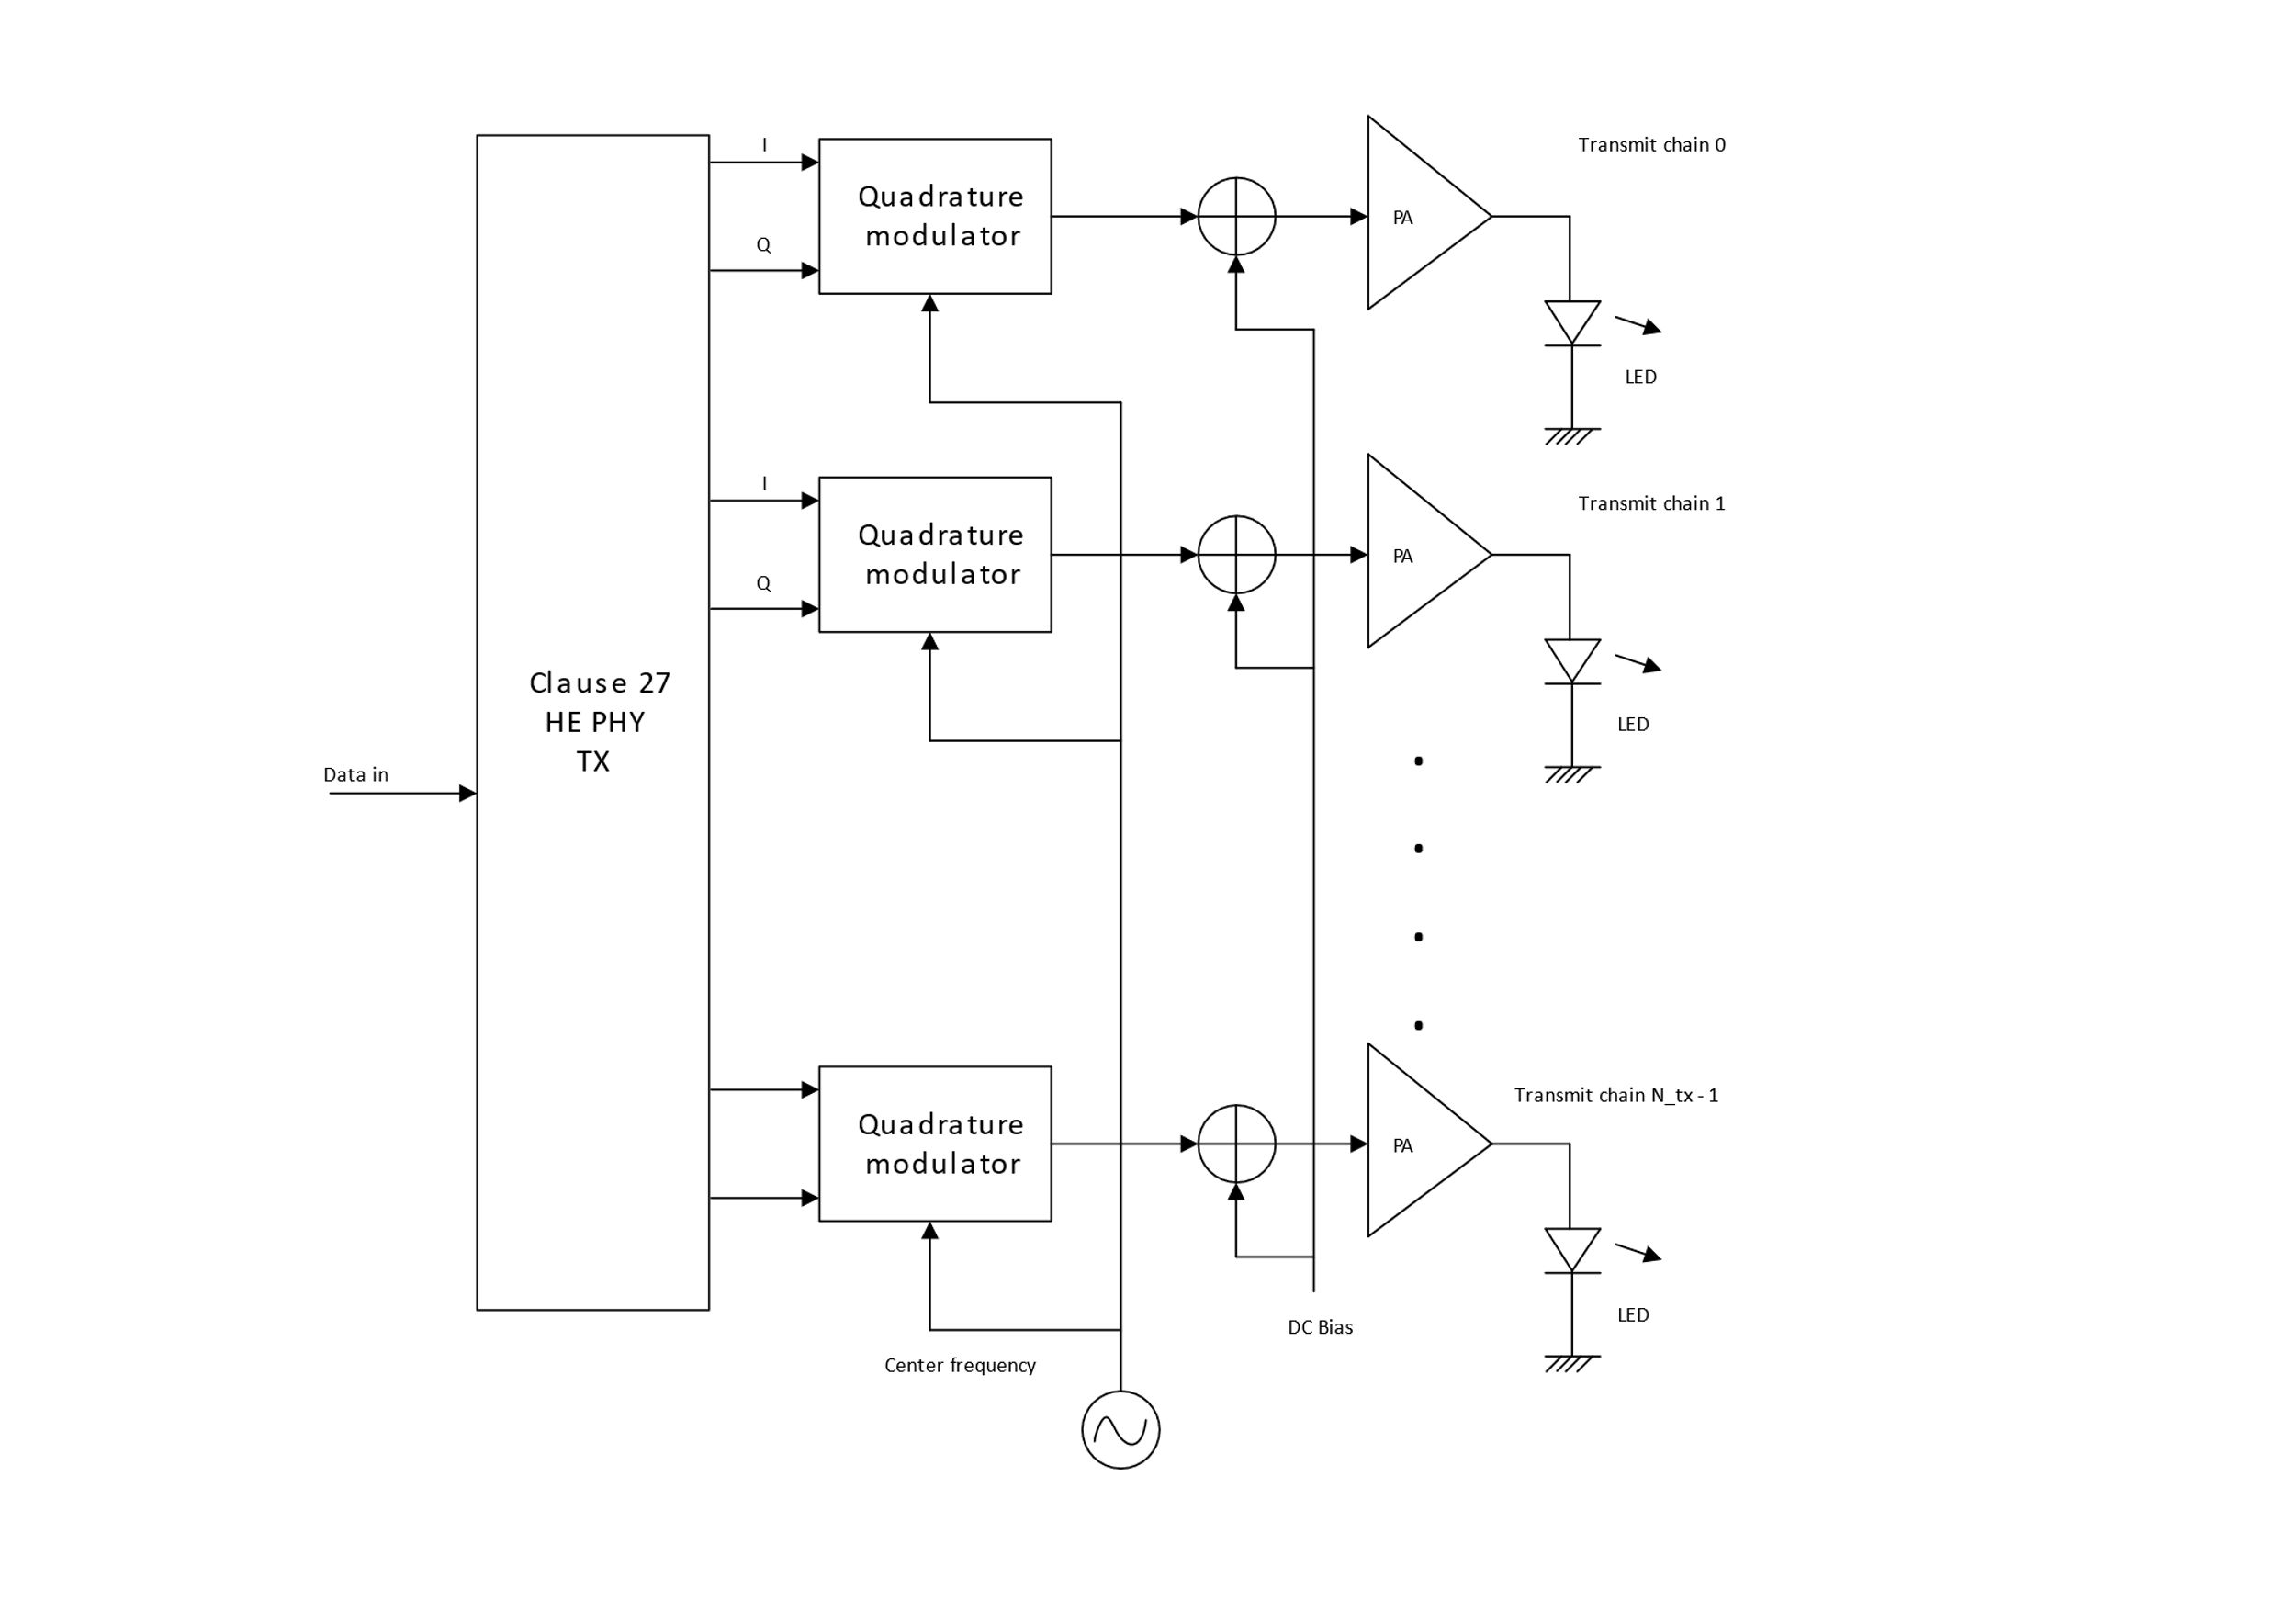 I
Quadrature
modulator
Q
PA
Transmit chain 0
LED
I
Quadrature
modulator
Q
PA
Transmit chain 1
LED
Clause 27
HE PHY
TX
Data in
Quadrature
modulator
PA
Transmit chain N_tx - 1
LED
DC Bias
Center frequency